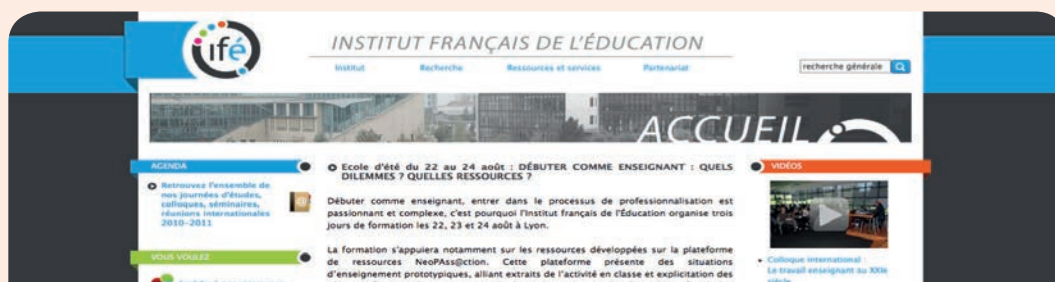 ifé
INSTITUT FRANÇAIS DE L'ÉDUCATION
Institut
Recherche
Ressources et services
Partenariat
recherche générale
ACCUEIL
AGENDA
Retrouvez l'ensemble de
nos journées d'études,
colloques, séminaires,
réunions internationales
2010-2011
VOUS VOULEZ
Ecole d'été du 22 au 24 août : DÉBUTER COMME ENSEIGNANT : QUELS
DILEMMES ? QUELLES RESSOURCES ?
Débuter comme enseignant, entrer dans le processus de professionnalisation est
passionnant et complexe, c'est pourquoi l'Institut français de l'Éducation organise trois
jours de formation les 22, 23 et 24 août à Lyon.
La formation s'appuiera notamment sur les ressources développées sur la plateforme
de ressources NeoPAss@ction. Cette plateforme présente des situations
d'enseignement prototypiques, alliant extraits de l'activité en classe et explicitation des
VIDÉOS
Colloque international :
Le travail enseignant au XXIe
siècle